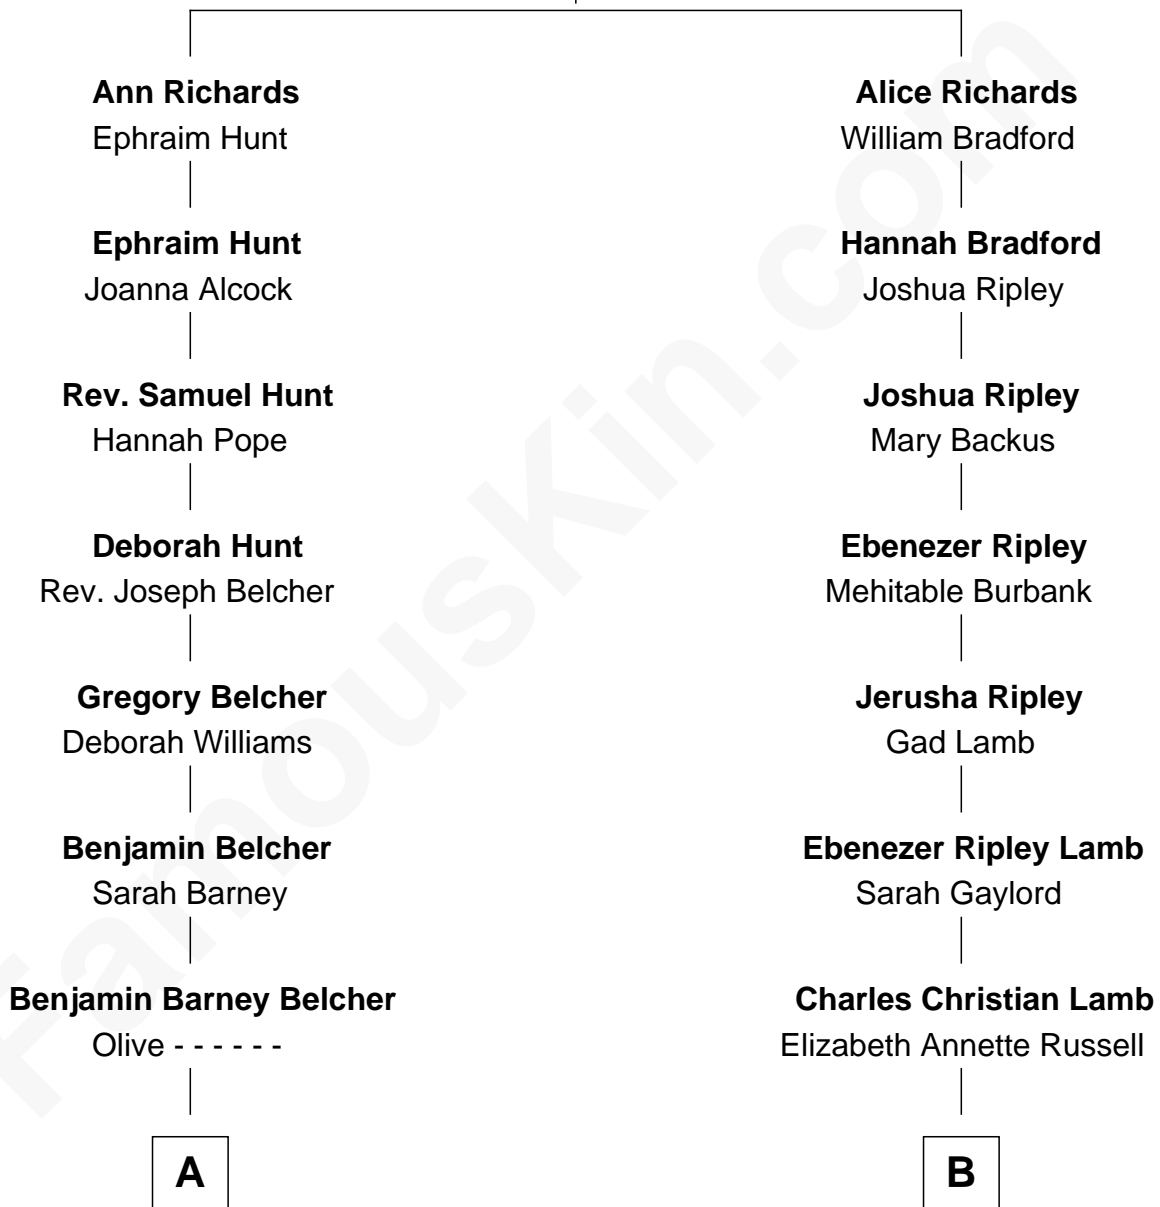 Ann Richards
Ephraim Hunt
Ephraim Hunt
Joanna Alcock
Rev. Samuel Hunt
Hannah Pope
Deborah Hunt
Rev. Joseph Belcher
Gregory Belcher
Deborah Williams
Benjamin Belcher
Sarah Barney
Benjamin Barney Belcher
Olive - - - - - -
A
Alice Richards
William Bradford
Hannah Bradford
Joshua Ripley
Joshua Ripley
Mary Backus
Ebenezer Ripley
Mehitable Burbank
Jerusha Ripley
Gad Lamb
Ebenezer Ripley Lamb
Sarah Gaylord
Charles Christian Lamb
Elizabeth Annette Russell
B
FamousKin.com